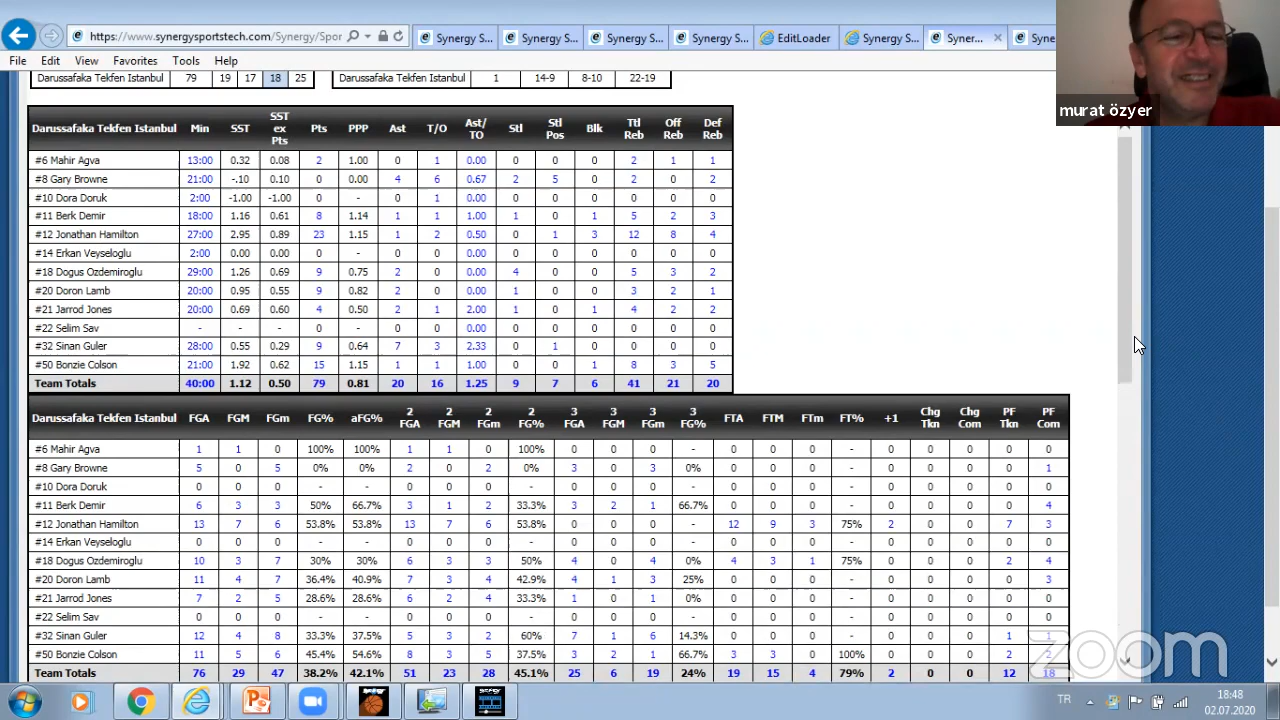 https://www.synergysportstech.com/Synergy/Spor
Synergy S...
Synergy S...
Synergy S...
Synergy S...
EditLoader
Synergy S...
Syner...
Syne
File Edit View Favorites Tools Help
murat özyer
Darussafaka Tekfen Istanbul 79 19 17 18 25
Darussafaka Tekfen Istanbul 1 14-9 8-10 22-19
Darussafaka Tekfen Istanbul Min SST SST ex Pts Pts PPP Ast T/O Ast/ TO Stl Stl Pos Blk Ttl Reb Off Reb Def Reb
#6 Mahir Agva 13:00 0.32 0.08 2 1.00 0 1 0.00 0 0 0 2 1 1
#8 Gary Browne 21:00 -.10 0.10 0 0.00 4 6 0.67 2 5 0 2 0 2
#10 Dora Doruk 2:00 -1.00 -1.00 0 - 0 1 0.00 0 0 0 0 0 0
#11 Berk Demir 18:00 1.16 0.61 8 1.14 1 1 1.00 1 0 1 5 2 3
#12 Jonathan Hamilton 27:00 2.95 0.89 23 1.15 1 2 0.50 0 1 3 12 8 4
#14 Erkan Veyseloglu 2:00 0.00 0.00 0 - 0 0 0.00 0 0 0 0 0 0
#18 Dogus Ozdemiroglu 29:00 1.26 0.69 9 0.75 2 0 0.00 4 0 0 5 3 2
#20 Doron Lamb 20:00 0.95 0.55 9 0.82 2 0 0.00 1 0 0 3 2 1
#21 Jarrod Jones 20:00 0.69 0.60 4 0.50 2 1 2.00 1 0 1 4 2 2
#22 Selim Sav - - - 0 - 0 0 0.00 0 0 0 0 0 0
#32 Sinan Guler 28:00 0.55 0.29 9 0.64 7 3 2.33 0 1 0 0 0 0
#50 Bonzie Colson 21:00 1.92 0.62 15 1.15 1 1 1.00 0 0 1 8 3 5
Team Totals 40:00 1.12 0.50 79 0.81 20 16 1.25 9 7 6 41 21 20
Darussafaka Tekfen Istanbul FGA FGM FGm FG% aFG% 2 FGA 2 FGM 2 FGm 2 FG% 3 FGA 3 FGM 3 FGm 3 FG% FTA FTM FTm FT% +1 Chg Tkn Chg Com PF Tkn PF Com
#6 Mahir Agva 1 1 0 100% 100% 1 1 0 100% 0 0 0 - 0 0 0 - 0 0 0 0 0
#8 Gary Browne 5 0 5 0% 0% 2 0 2 0% 3 0 3 0% 0 0 0 - 0 0 0 0 1
#10 Dora Doruk 0 0 0 - - 0 0 0 - 0 0 0 - 0 0 0 - 0 0 0 0 0
#11 Berk Demir 6 3 3 50% 66.7% 3 1 2 33.3% 3 2 1 66.7% 0 0 0 - 0 0 0 0 4
#12 Jonathan Hamilton 13 7 6 53.8% 53.8% 13 7 6 53.8% 0 0 0 - 12 9 3 75% 2 0 0 7 3
#14 Erkan Veyseloglu 0 0 0 - - 0 0 0 - 0 0 0 - 0 0 0 - 0 0 0 0 0
#18 Dogus Ozdemiroglu 10 3 7 30% 30% 6 3 3 50% 4 0 4 0% 4 3 1 75% 0 0 0 2 4
#20 Doron Lamb 11 4 7 36.4% 40.9% 7 3 4 42.9% 4 1 3 25% 0 0 0 - 0 0 0 0 3
#21 Jarrod Jones 7 2 5 28.6% 28.6% 6 2 4 33.3% 1 0 1 0% 0 0 0 - 0 0 0 0 0
#22 Selim Sav 0 0 0 - - 0 0 0 - 0 0 0 - 0 0 0 - 0 0 0 0 0
#32 Sinan Guler 12 4 8 33.3% 37.5% 5 3 2 60% 7 1 6 14.3% 0 0 0 - 0 0 0 1 1
#50 Bonzie Colson 11 5 6 45.4% 54.6% 8 3 5 37.5% 3 2 1 66.7% 3 3 0 100% 0 0 0 2 2
Team Totals 76 29 47 38.2% 42.1% 51 23 28 45.1% 25 6 19 24% 19 15 4 79% 2 0 0 12 18
zoom
TR
18:48
02.07.2020